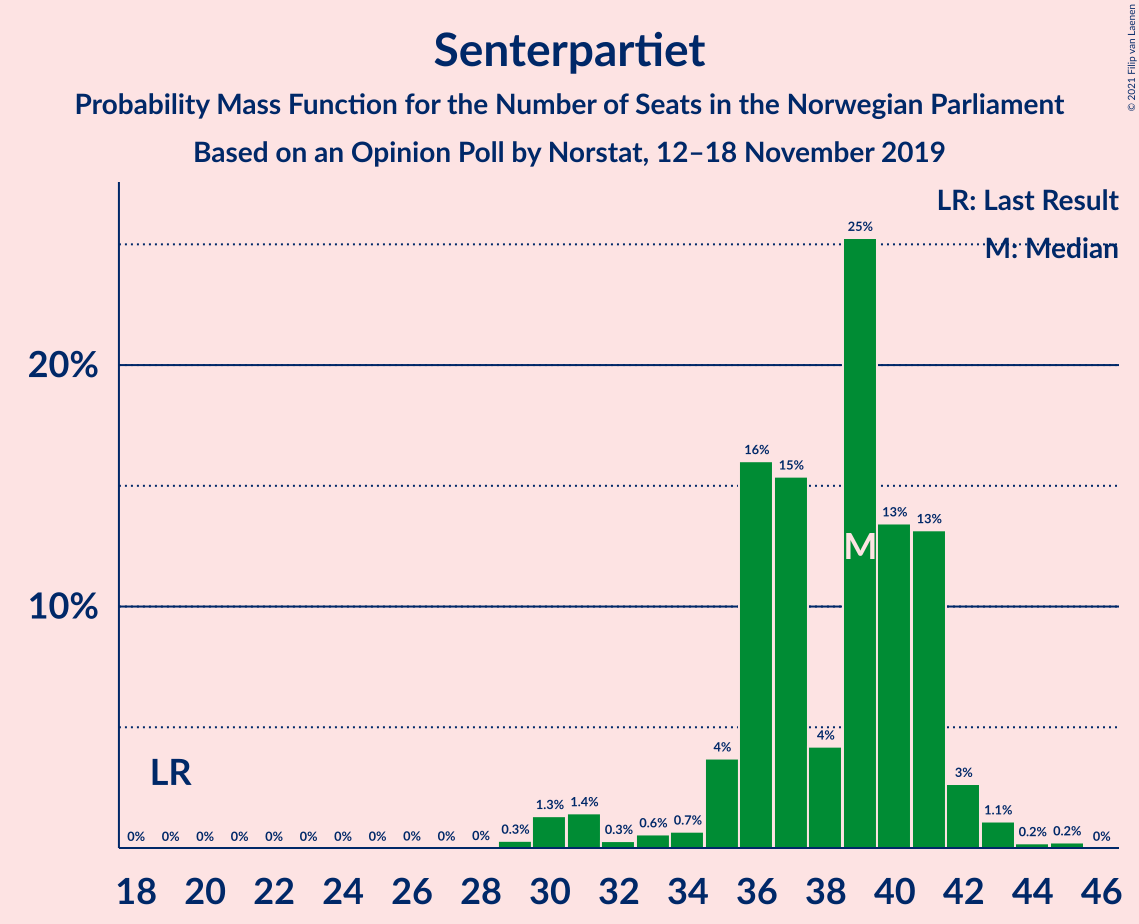 Senterpartiet
Probability Mass Function for the Number of Seats in the Norwegian Parliament
Based on an Opinion Poll by Norstat, 12–18 November 2019
© 2021 Filip van Laenen
LR: Last Result
M: Median
20%
10%
LR
M
0% 0% 0% 0% 0% 0% 0% 0% 0% 0% 0% 0.3% 1.3% 1.4% 0.3% 0.6% 0.7% 4% 16% 15% 4% 25% 13% 13% 3% 1.1% 0.2% 0.2% 0%
18 20 22 24 26 28 30 32 34 36 38 40 42 44 46